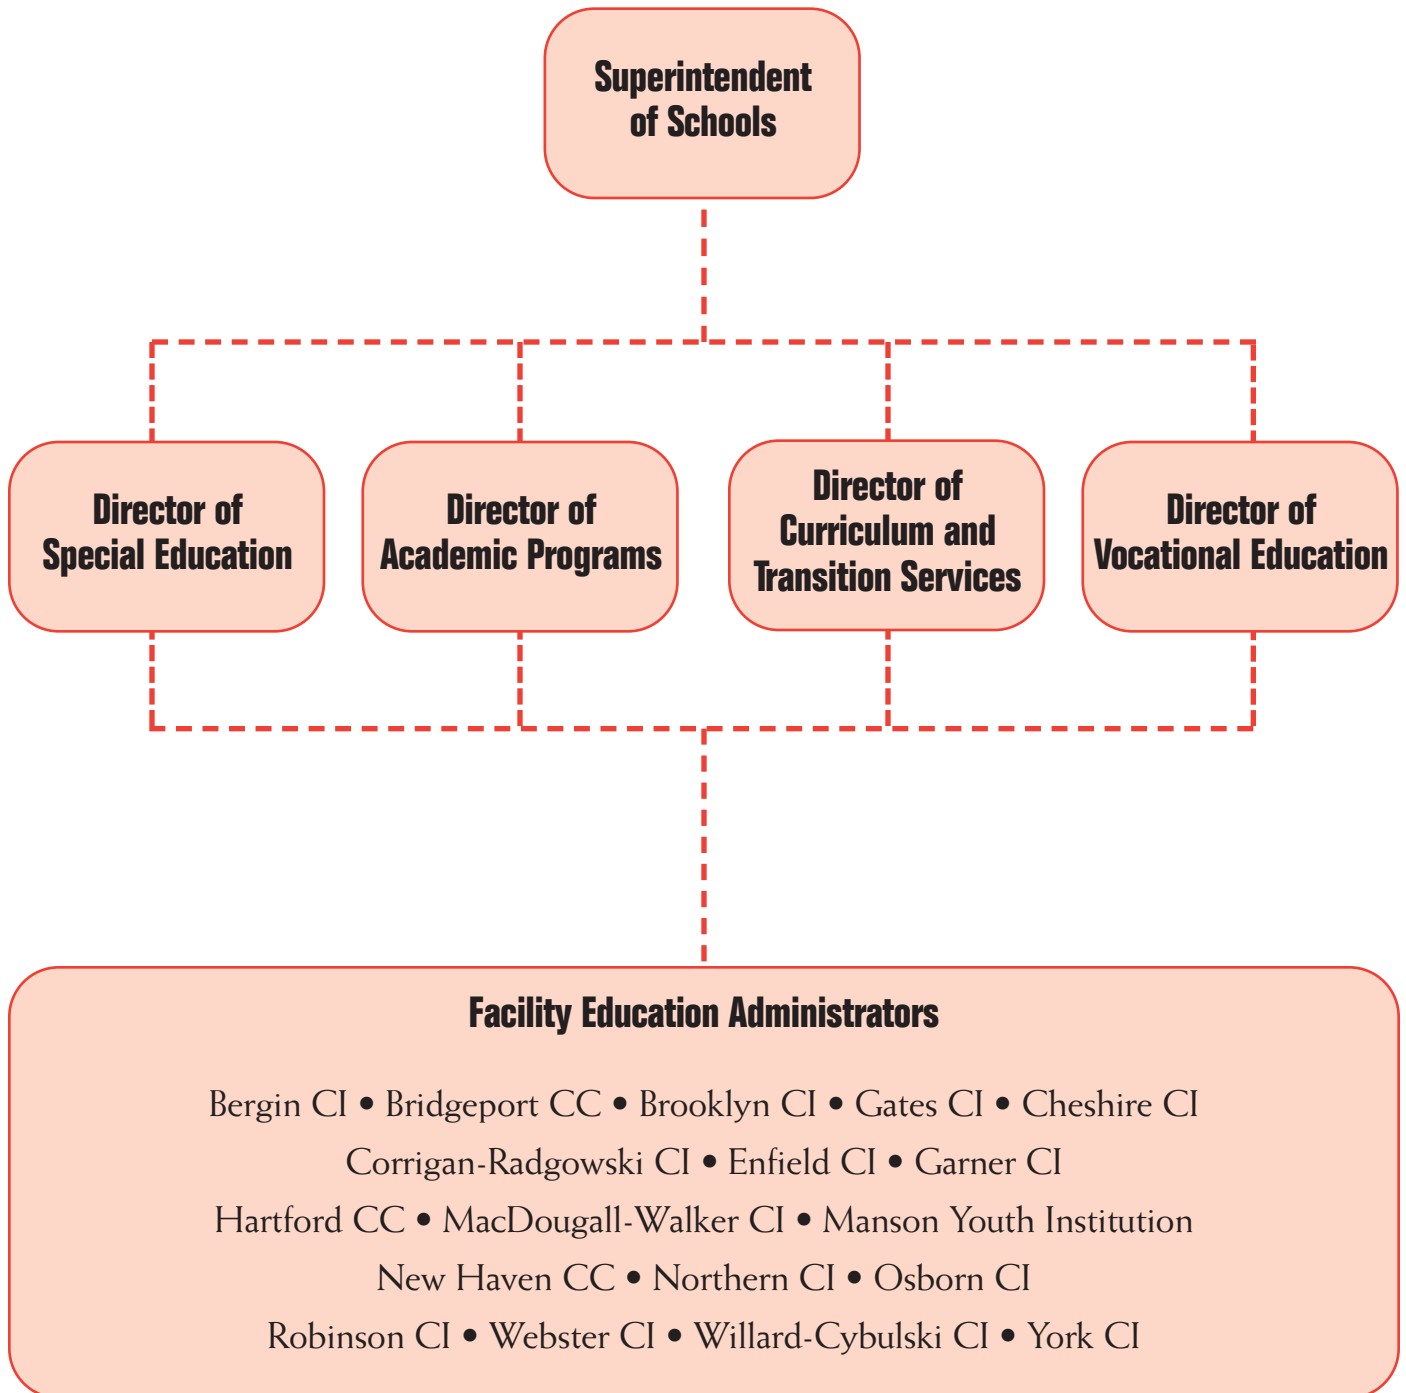 Superintendent
of Schools
Director of
Special Education
Director of
Academic Programs
Director of
Curriculum and
Transition Services
Director of
Vocational Education
Facility Education Administrators
Bergin CI • Bridgeport CC • Brooklyn CI • Gates CI • Cheshire CI
Corrigan-Radgowski CI • Enfield CI • Garner CI
Hartford CC • MacDougall-Walker CI • Manson Youth Institution
New Haven CC • Northern CI • Osborn CI
Robinson CI • Webster CI • Willard-Cybulski CI • York CI